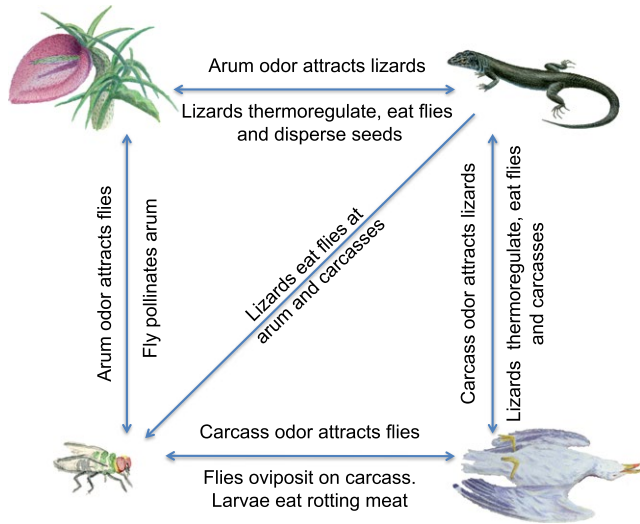 Arum odor attracts lizards
Lizards thermoregulate, eat flies
and disperse seeds
Arum odor attracts flies
Fly pollinates arum
Lizards eat flies at
arum and carcasses
Carcass odor attracts lizards
Lizards thermoregulate, eat flies
and carcasses
Carcass odor attracts flies
Flies oviposit on carcass.
Larvae eat rotting meat